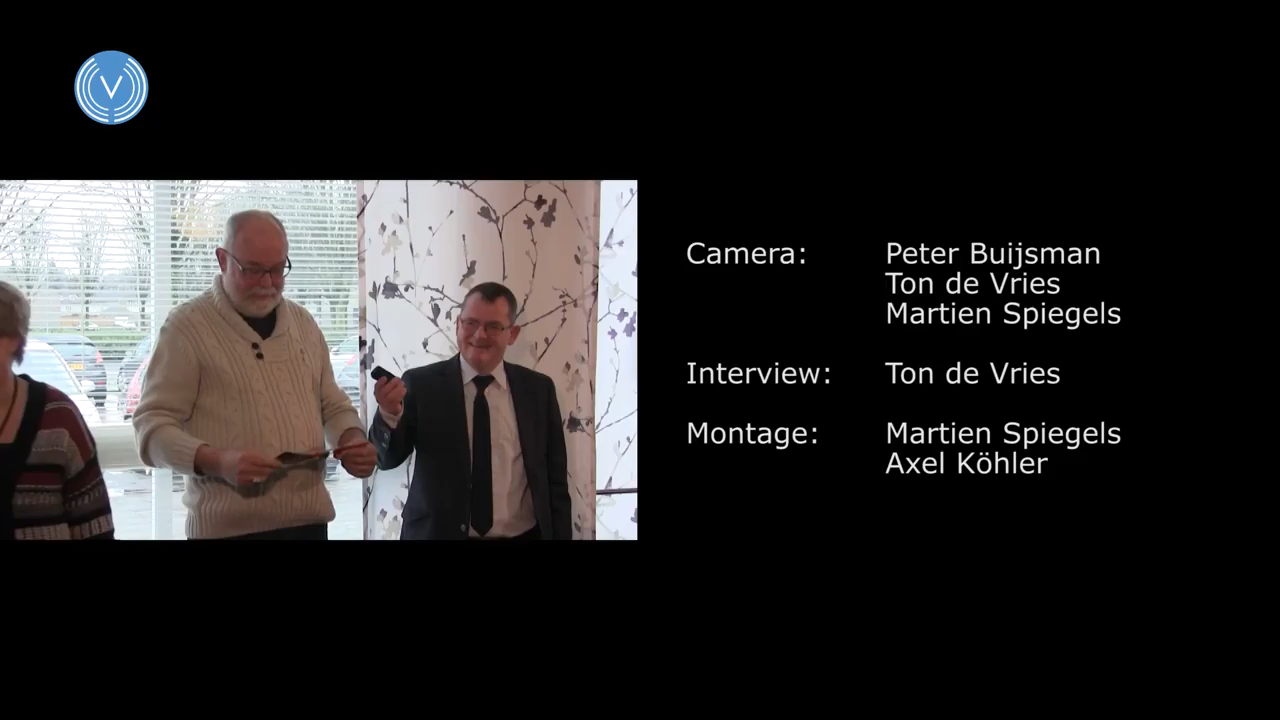 V
Camera: Peter Buijsman
Ton de Vries
Martien Spiegels
Interview: Ton de Vries
Montage: Martien Spiegels
Axel Köhler